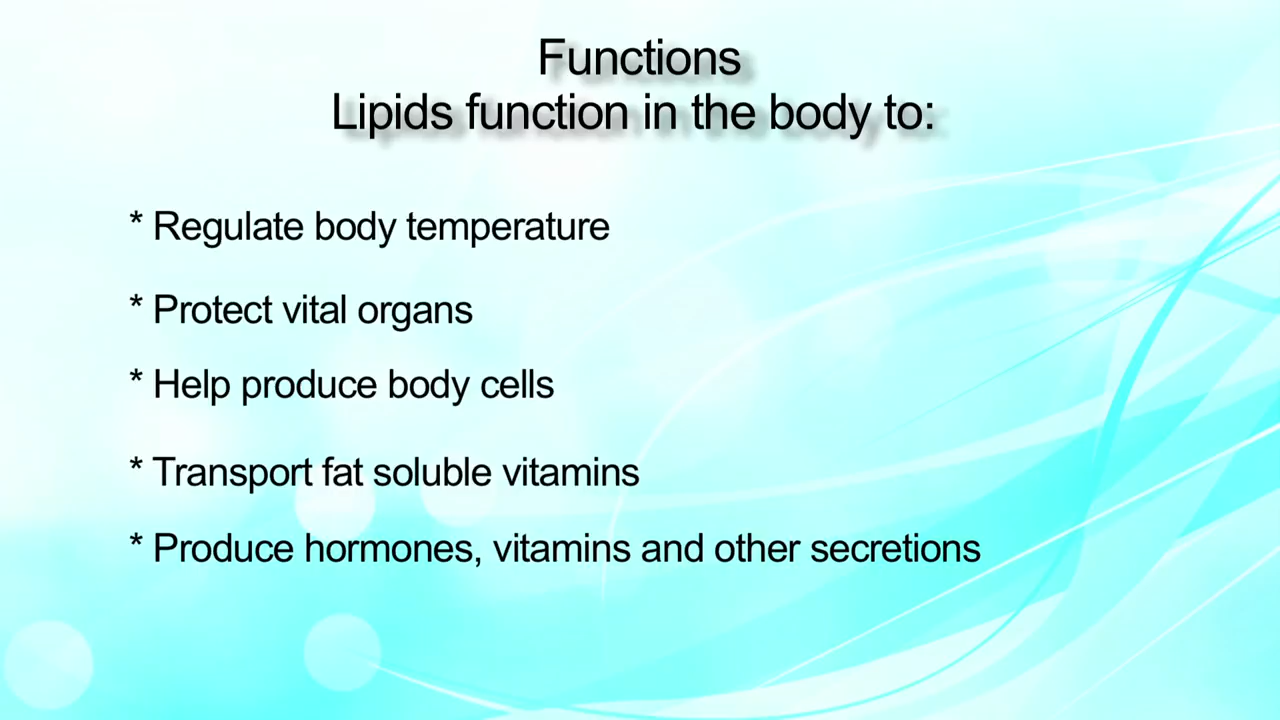 Functions
Lipids function in the body to:
* Regulate body temperature
* Protect vital organs
* Help produce body cells
* Transport fat soluble vitamins
* Produce hormones, vitamins and other secretions